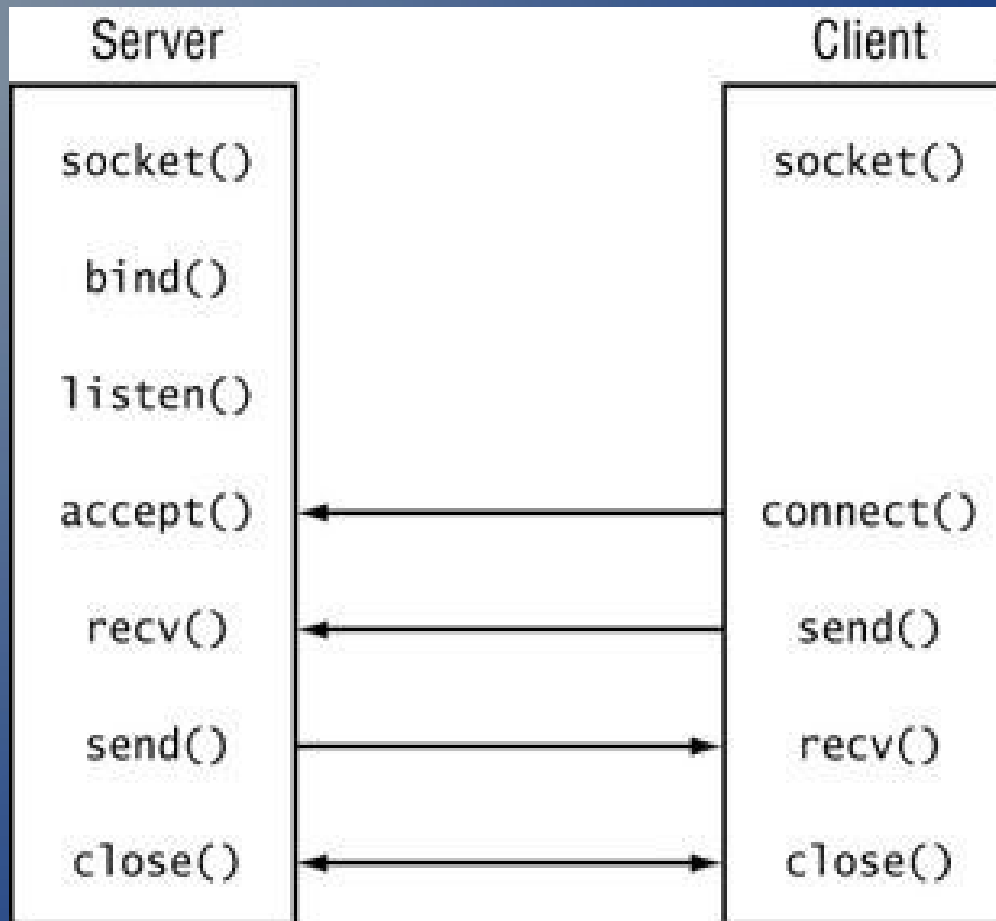 Server Client
socket() socket()
bind()
listen()
accept() connect()
recv() send()
send() recv()
close() close()